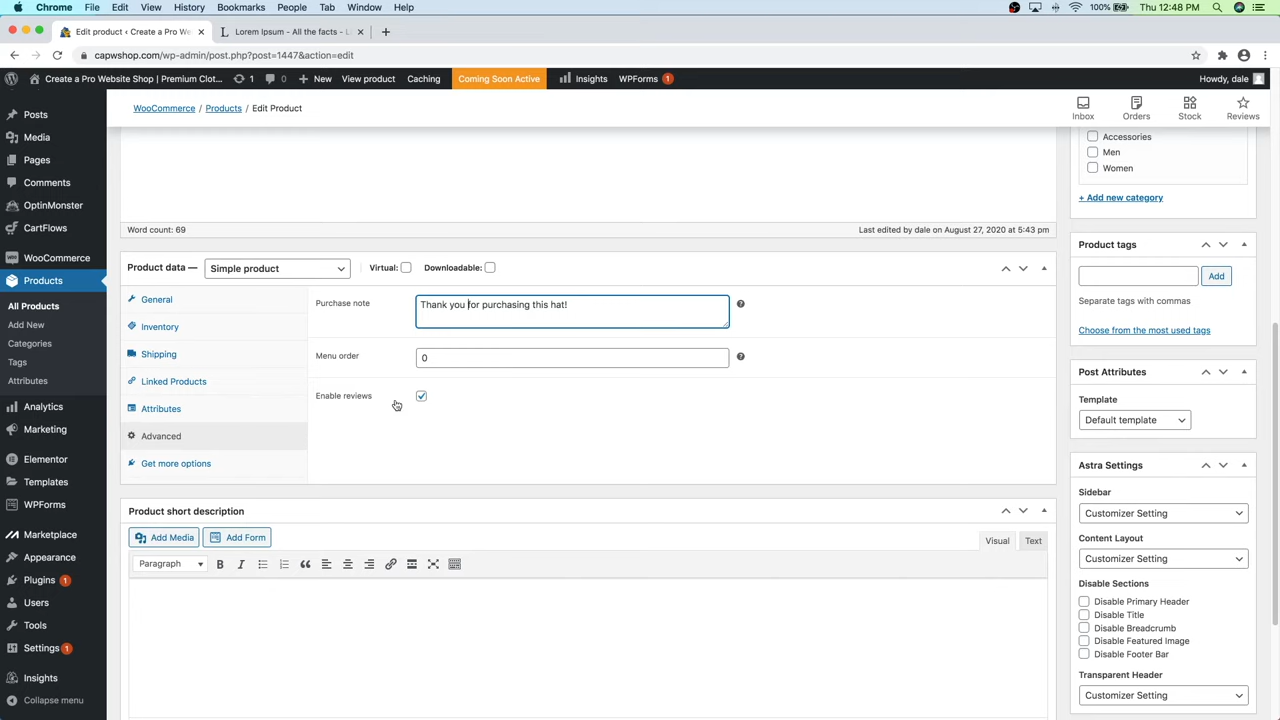 Chrome File Edit View History Bookmarks People Tab Window Help 100% Thu 12:48 PM
Edit product ‹ Create a Pro We Lorem Ipsum - All the facts - L
capwshop.com/wp-admin/post.php?post=1447&action=edit
Create a Pro Website Shop | Premium Clot... 1 0 + New View product Caching Coming Soon Active Insights WPForms 1 Howdy, dale
WooCommerce / Products / Edit Product
Inbox Orders Stock Reviews
Posts
Media
Pages
Comments
OptinMonster
CartFlows
WooCommerce
Products
All Products
Add New
Categories
Tags
Attributes
Analytics
Marketing
Elementor
Templates
WPForms
Marketplace
Appearance
Plugins 1
Users
Tools
Settings 1
Insights
Collapse menu
Word count: 69 Last edited by dale on August 27, 2020 at 5:43 pm
Product data — Simple product Virtual: Downloadable:
General
Inventory
Shipping
Linked Products
Attributes
Advanced
Get more options
Purchase note Thank you for purchasing this hat!
Menu order 0
Enable reviews
Product short description
Add Media Add Form Visual Text
Paragraph
Accessories
Men
Women
+ Add new category
Product tags
Add
Separate tags with commas
Choose from the most used tags
Post Attributes
Template
Default template
Astra Settings
Sidebar
Customizer Setting
Content Layout
Customizer Setting
Disable Sections
Disable Primary Header
Disable Title
Disable Breadcrumb
Disable Featured Image
Disable Footer Bar
Transparent Header
Customizer Setting